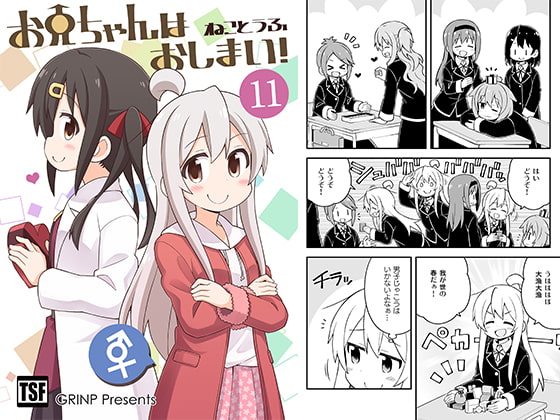 お兄ちゃんは
おしまい!
ねことうふ
11
TSF
GRINP Presents
シュババババババ
はい
どうぞ!
どうぞ
どうぞ!
チラッ
男子じゃこうは
いかないよなぁ…
うはははは
大漁大漁
我が世の
春だぁ!
ペカーー